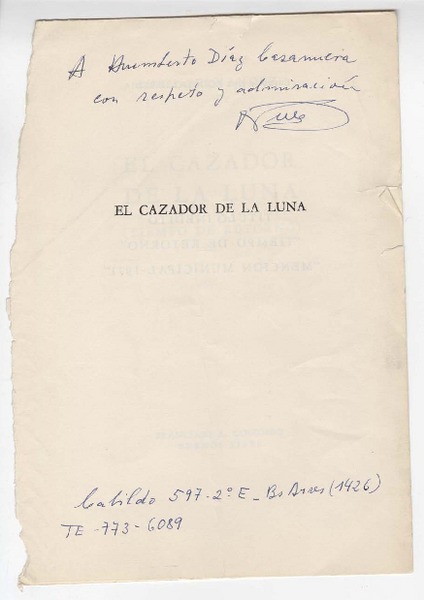 A Humberto Díaz Casanueva
con respeto y admiración
EL CAZADOR DE LA LUNA
Cabildo 597-2º E - Bs Aires (1426)
TE -773-6089